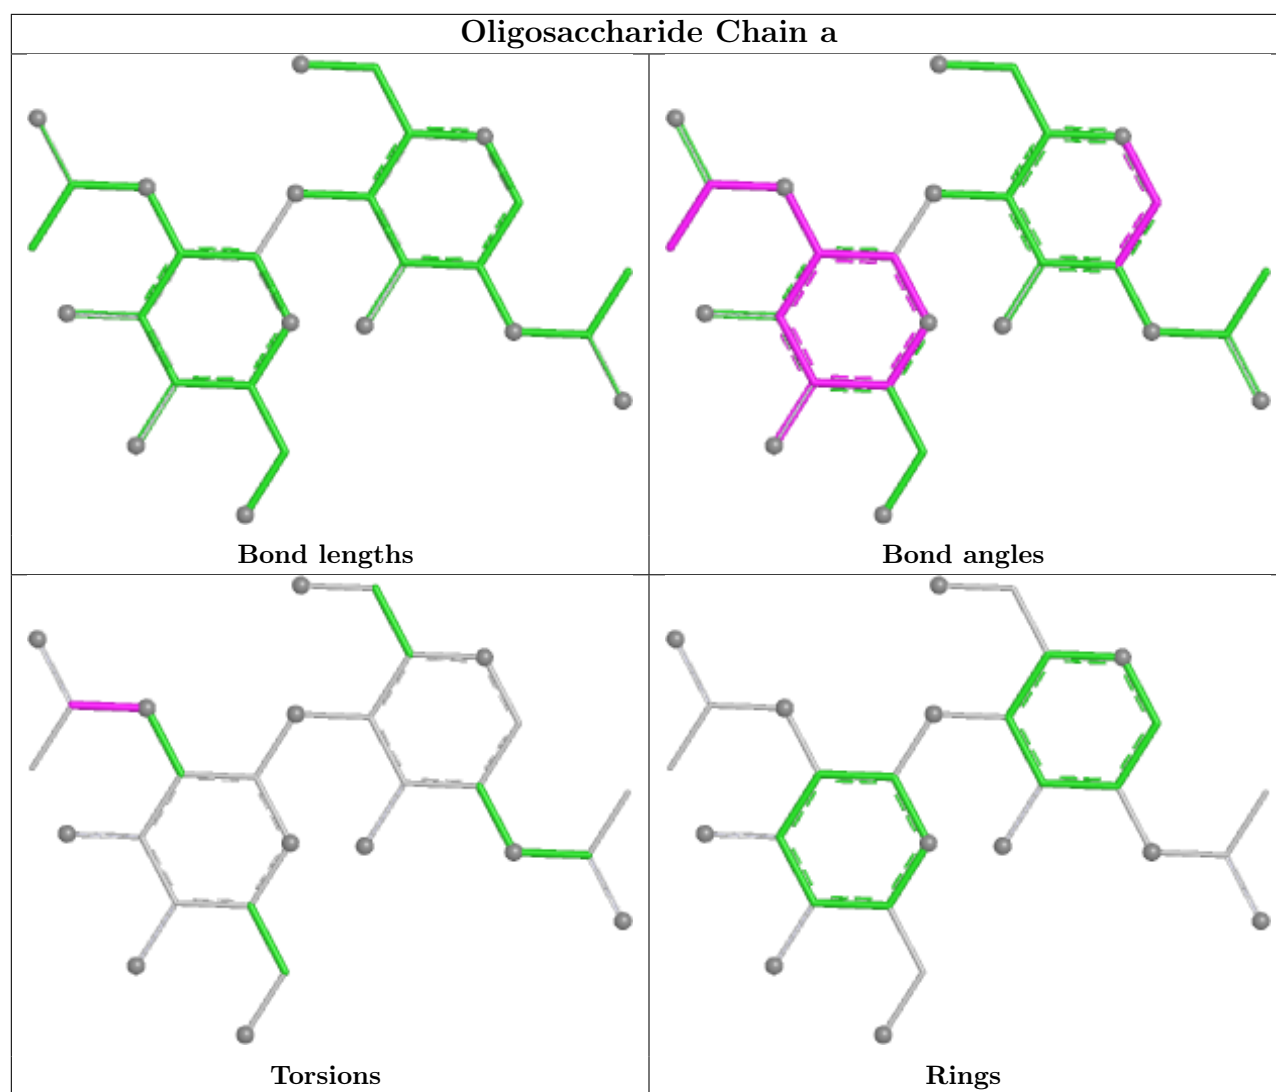 Oligosaccharide Chain a
Bond lengths
Bond angles
Torsions
Rings